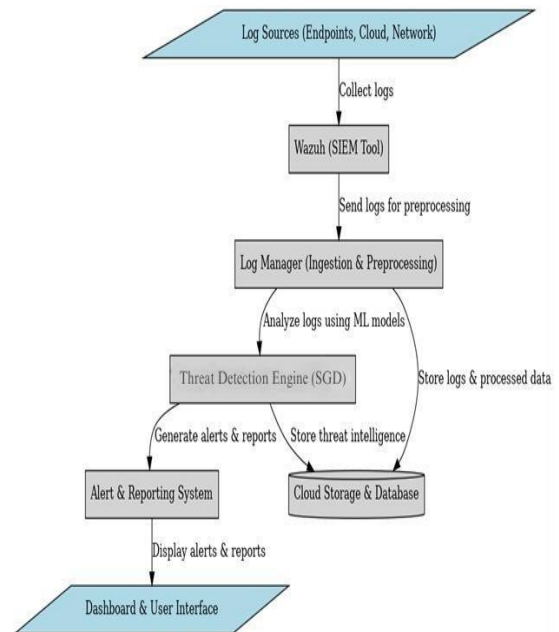 Log Sources (Endpoints, Cloud, Network)
Collect logs
Wazuh (SIEM Tool)
Send logs for preprocessing
Log Manager (Ingestion & Preprocessing)
Analyze logs using ML models
Threat Detection Engine (SGD)
Store logs & processed data
Generate alerts & reports
Store threat intelligence
Alert & Reporting System
Cloud Storage & Database
Display alerts & reports
Dashboard & User Interface